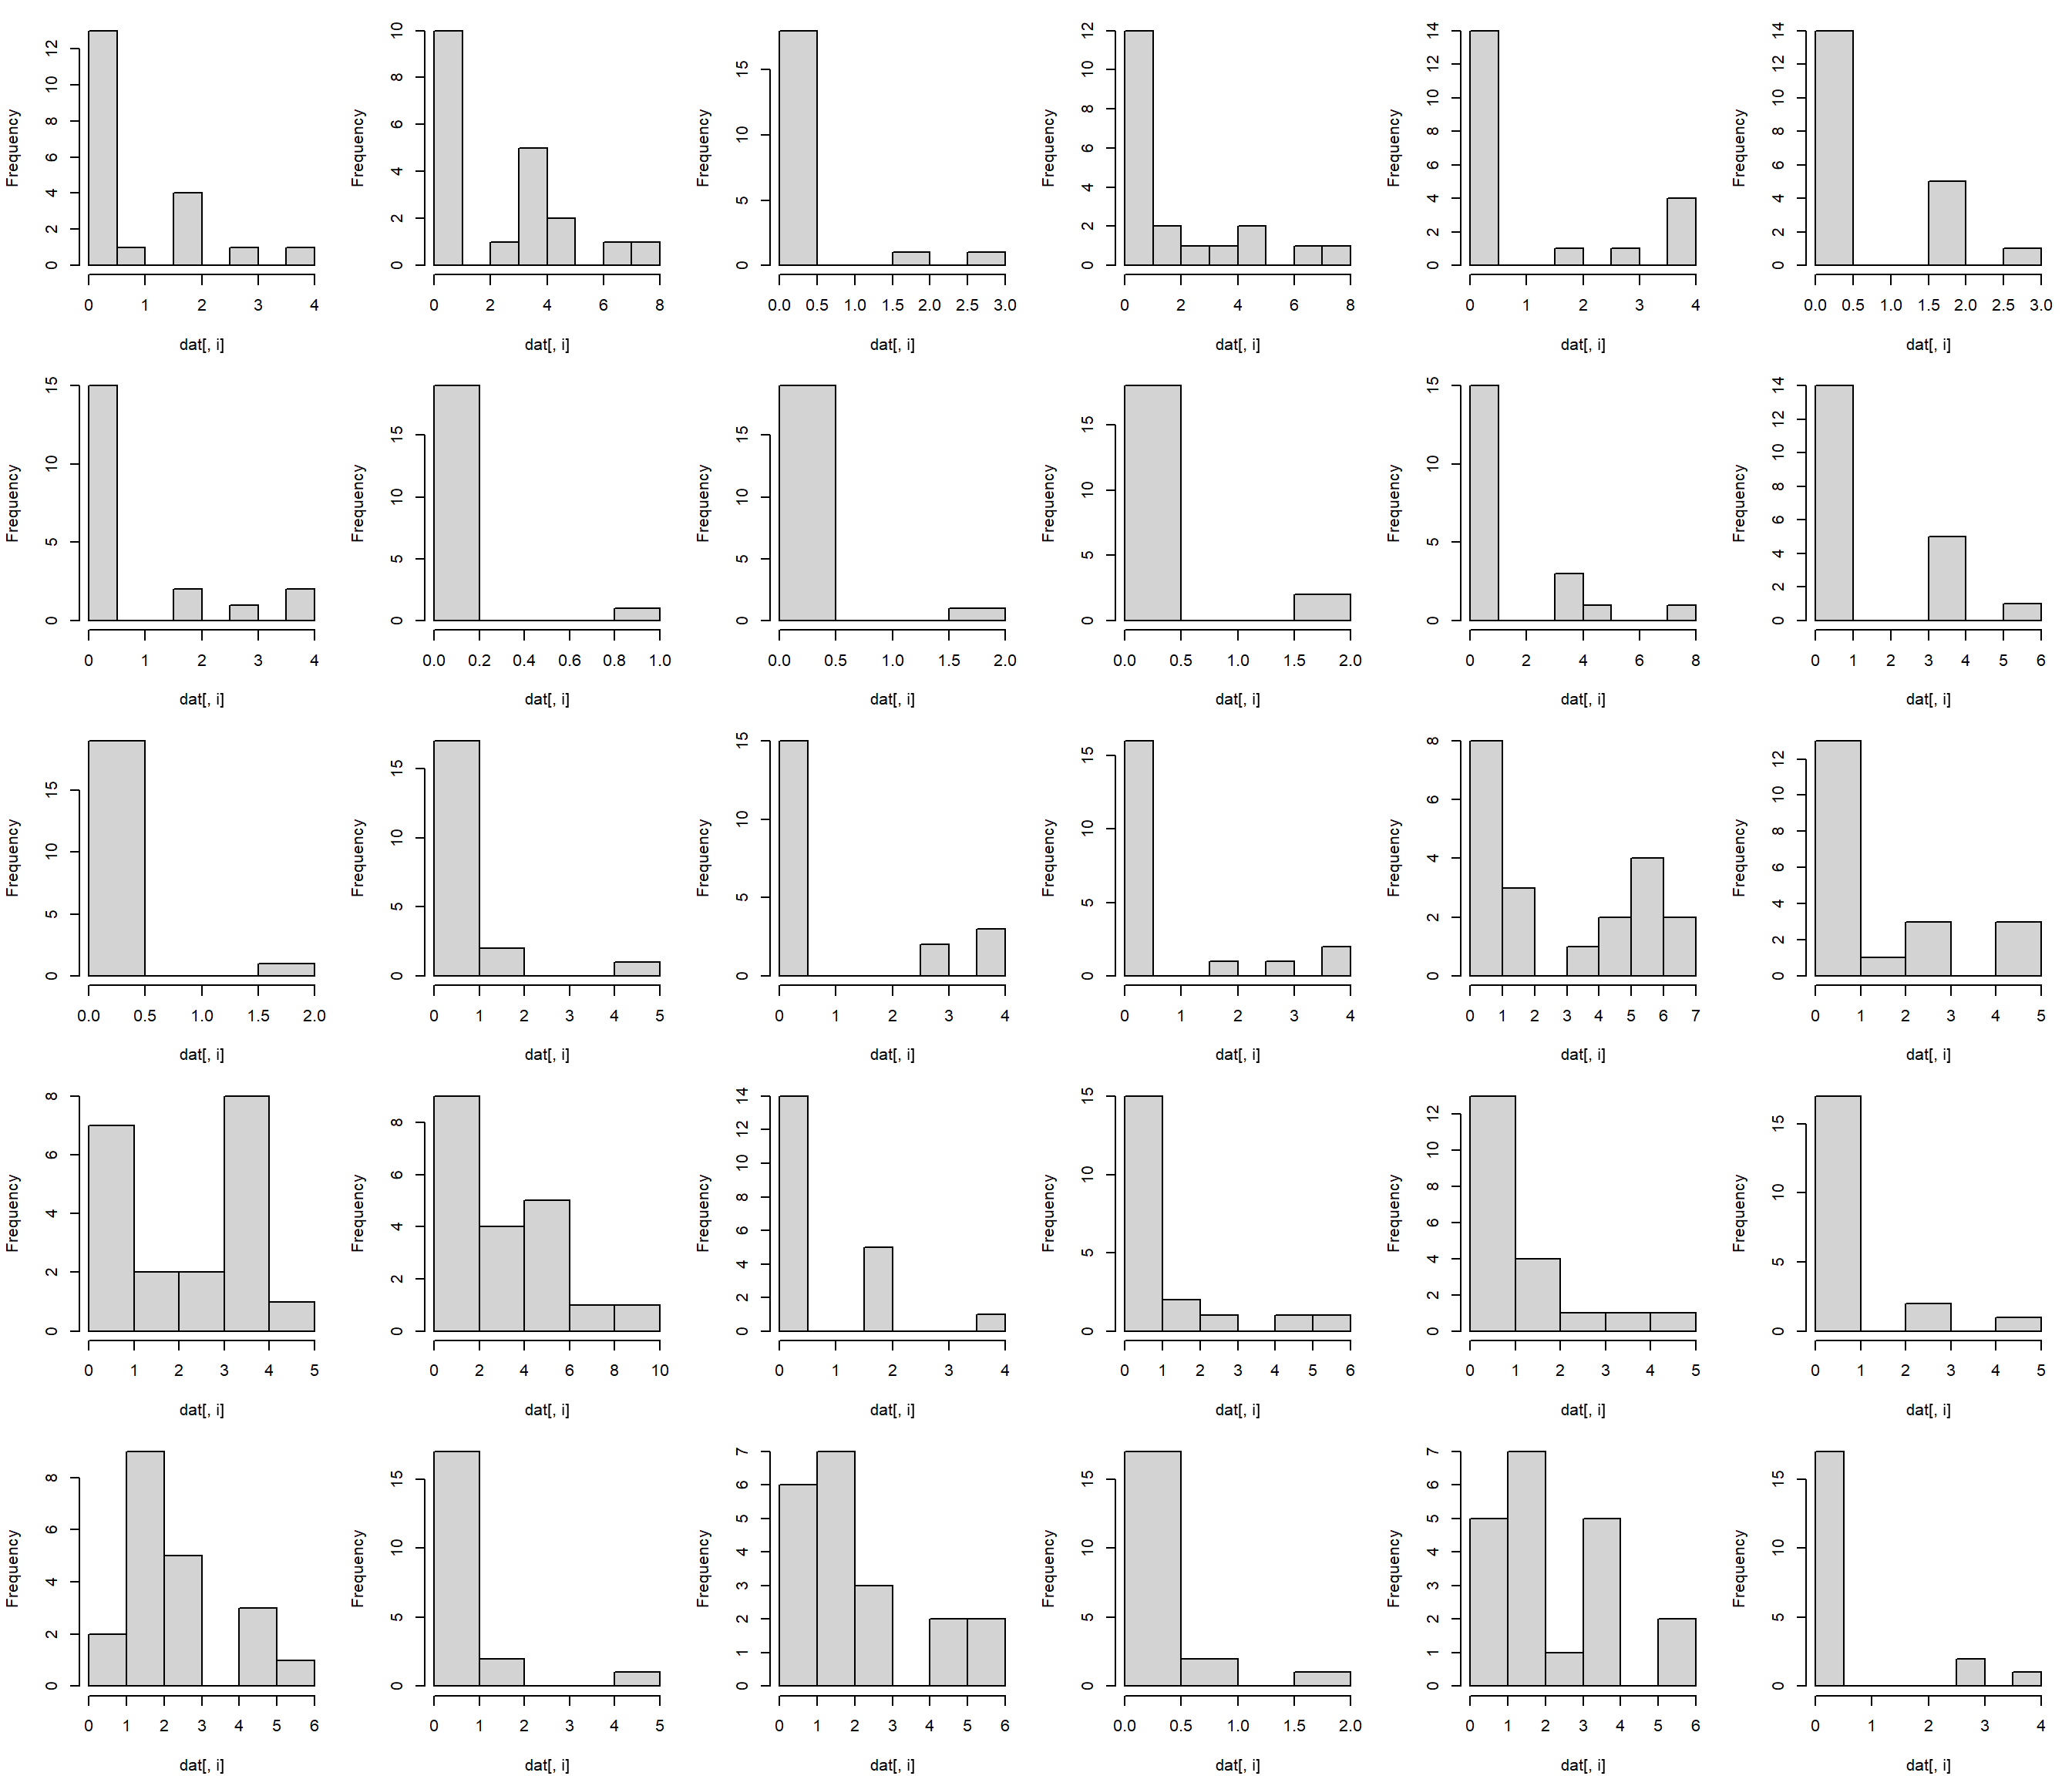 Frequency
0 2 4 6 8 10 12
0 1 2 3 4
dat[, i]
Frequency
0 2 4 6 8 10
0 2 4 6 8
dat[, i]
Frequency
0 5 10 15
0.0 0.5 1.0 1.5 2.0 2.5 3.0
dat[, i]
Frequency
0 2 4 6 8 10 12
0 2 4 6 8
dat[, i]
Frequency
0 2 4 6 8 10 12 14
0 1 2 3 4
dat[, i]
Frequency
0 2 4 6 8 10 12 14
0.0 0.5 1.0 1.5 2.0 2.5 3.0
dat[, i]
Frequency
0 5 10 15
0 1 2 3 4
dat[, i]
Frequency
0 5 10 15
0.0 0.2 0.4 0.6 0.8 1.0
dat[, i]
Frequency
0 5 10 15
0.0 0.5 1.0 1.5 2.0
dat[, i]
Frequency
0 5 10 15
0.0 0.5 1.0 1.5 2.0
dat[, i]
Frequency
0 5 10 15
0 2 4 6 8
dat[, i]
Frequency
0 2 4 6 8 10 12 14
0 1 2 3 4 5 6
dat[, i]
Frequency
0 5 10 15
0.0 0.5 1.0 1.5 2.0
dat[, i]
Frequency
0 5 10 15
0 1 2 3 4 5
dat[, i]
Frequency
0 5 10 15
0 1 2 3 4
dat[, i]
Frequency
0 5 10 15
0 1 2 3 4
dat[, i]
Frequency
0 2 4 6 8
0 1 2 3 4 5 6 7
dat[, i]
Frequency
0 2 4 6 8 10 12
0 1 2 3 4 5
dat[, i]
Frequency
0 2 4 6 8
0 1 2 3 4 5
dat[, i]
Frequency
0 2 4 6 8
0 2 4 6 8 10
dat[, i]
Frequency
0 2 4 6 8 10 12 14
0 1 2 3 4
dat[, i]
Frequency
0 5 10 15
0 1 2 3 4 5 6
dat[, i]
Frequency
0 2 4 6 8 10 12
0 1 2 3 4 5
dat[, i]
Frequency
0 5 10 15
0 1 2 3 4 5
dat[, i]
Frequency
0 2 4 6 8
0 1 2 3 4 5 6
dat[, i]
Frequency
0 5 10 15
0 1 2 3 4 5
dat[, i]
Frequency
0 1 2 3 4 5 6 7
0 1 2 3 4 5 6
dat[, i]
Frequency
0 5 10 15
0.0 0.5 1.0 1.5 2.0
dat[, i]
Frequency
0 1 2 3 4 5 6 7
0 1 2 3 4 5 6
dat[, i]
Frequency
0 5 10 15
0 1 2 3 4
dat[, i]